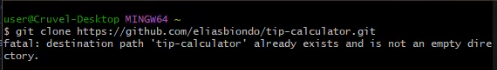 user@Cruvel-Desktop MINGW64 ~
$ git clone https://github.com/eliasbiondo/tip-calculator.git
fatal: destination path 'tip-calculator' already exists and is not an empty dire
ctory.